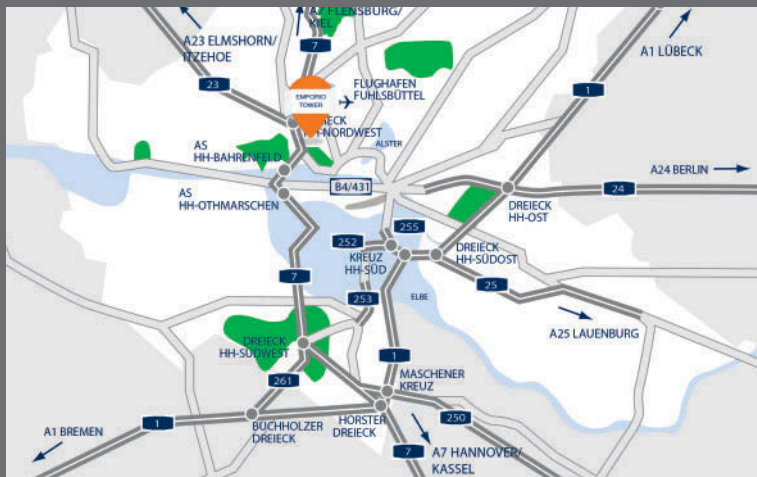 A7 FLENSBURG/
KIEL
A23 ELMSHORN/
ITZEHOE
7
A1 LÜBECK
23
FLUGHAFEN
FUHLSBÜTTEL
1
EMPORIO
TOWER
HH-NORDWEST
ALSTER
AS
HH-BAHRENFELD
A24 BERLIN
B4/431
24
AS
HH-OTHMARSCHEN
DREIECK
HH-OST
255
252
KREUZ
HH-SÜD
DREIECK
HH-SÜDOST
7
25
253
ELBE
A25 LAUENBURG
DREIECK
HH-SÜDWEST
1
261
MASCHENER
KREUZ
1
250
A1 BREMEN
BUCHHOLZER
DREIECK
HORSTER
DREIECK
7
A7 HANNOVER/
KASSEL